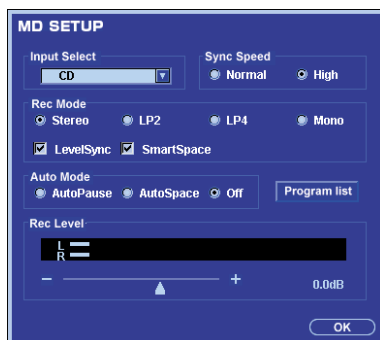 MD SETUP
Input Select
CD
Sync Speed
Normal High
Rec Mode
Stereo LP2 LP4 Mono
LevelSync SmartSpace
Auto Mode
AutoPause AutoSpace Off
Program list
Rec Level
L
R
− +
0.0dB
OK